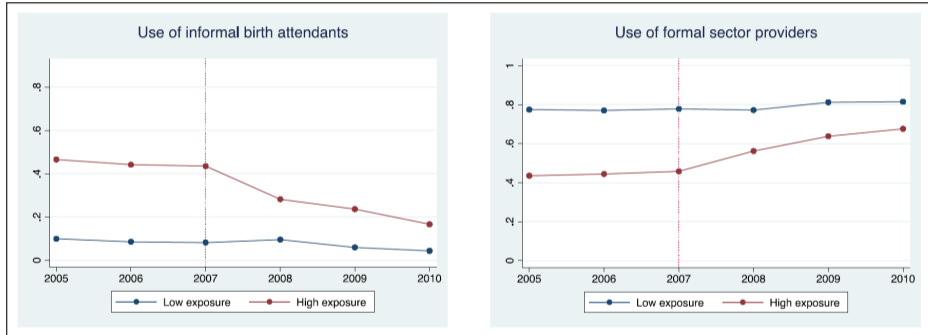 Use of informal birth attendants
.8
.6
.4
.2
0
2005 2006 2007 2008 2009 2010
Low exposure High exposure
Use of formal sector providers
1
.8
.6
.4
.2
0
2005 2006 2007 2008 2009 2010
Low exposure High exposure